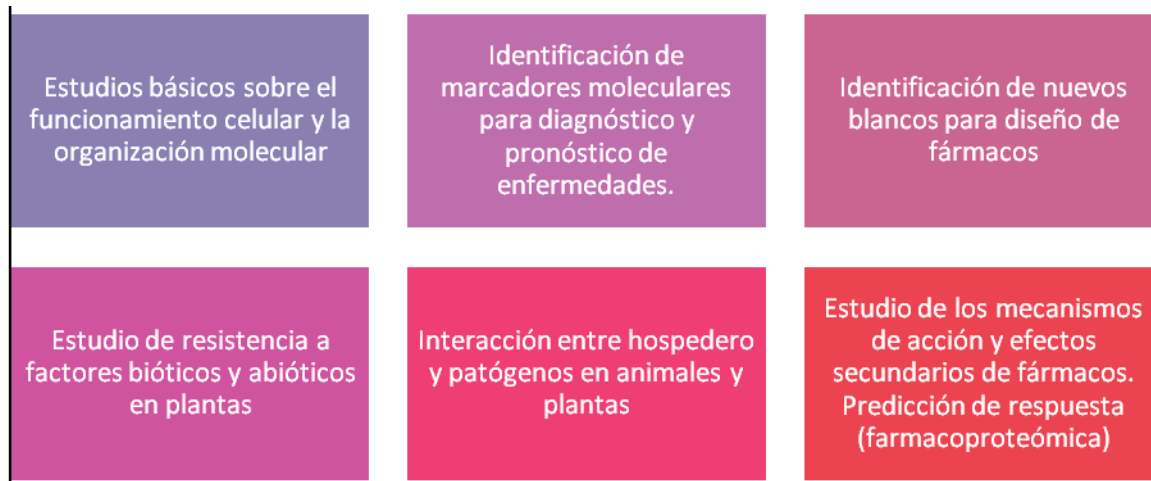 Estudios básicos sobre el
funcionamiento celular y la
organización molecular
Identificación de
marcadores moleculares
para diagnóstico y
pronóstico de
enfermedades.
Identificación de nuevos
blancos para diseño de
fármacos
Estudio de resistencia a
factores bióticos y abióticos
en plantas
Interacción entre hospedero
y patógenos en animales y
plantas
Estudio de los mecanismos
de acción y efectos
secundarios de fármacos.
Predicción de respuesta
(farmacoproteómica)